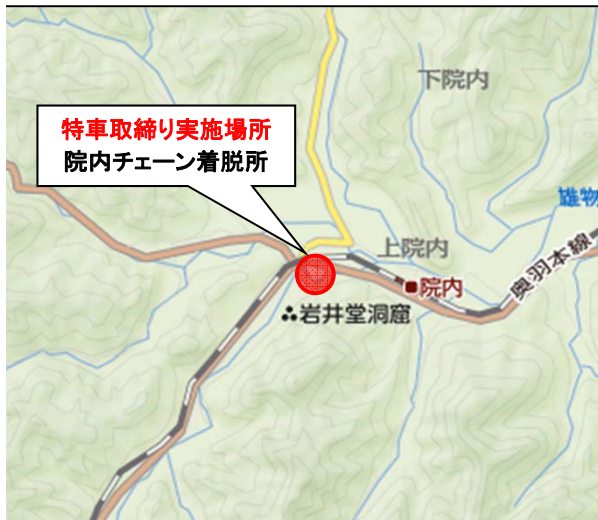 下院内
特車取締り実施場所
院内チェーン着脱所
雄物
上院内
奥羽本線
院内
岩井堂洞窟